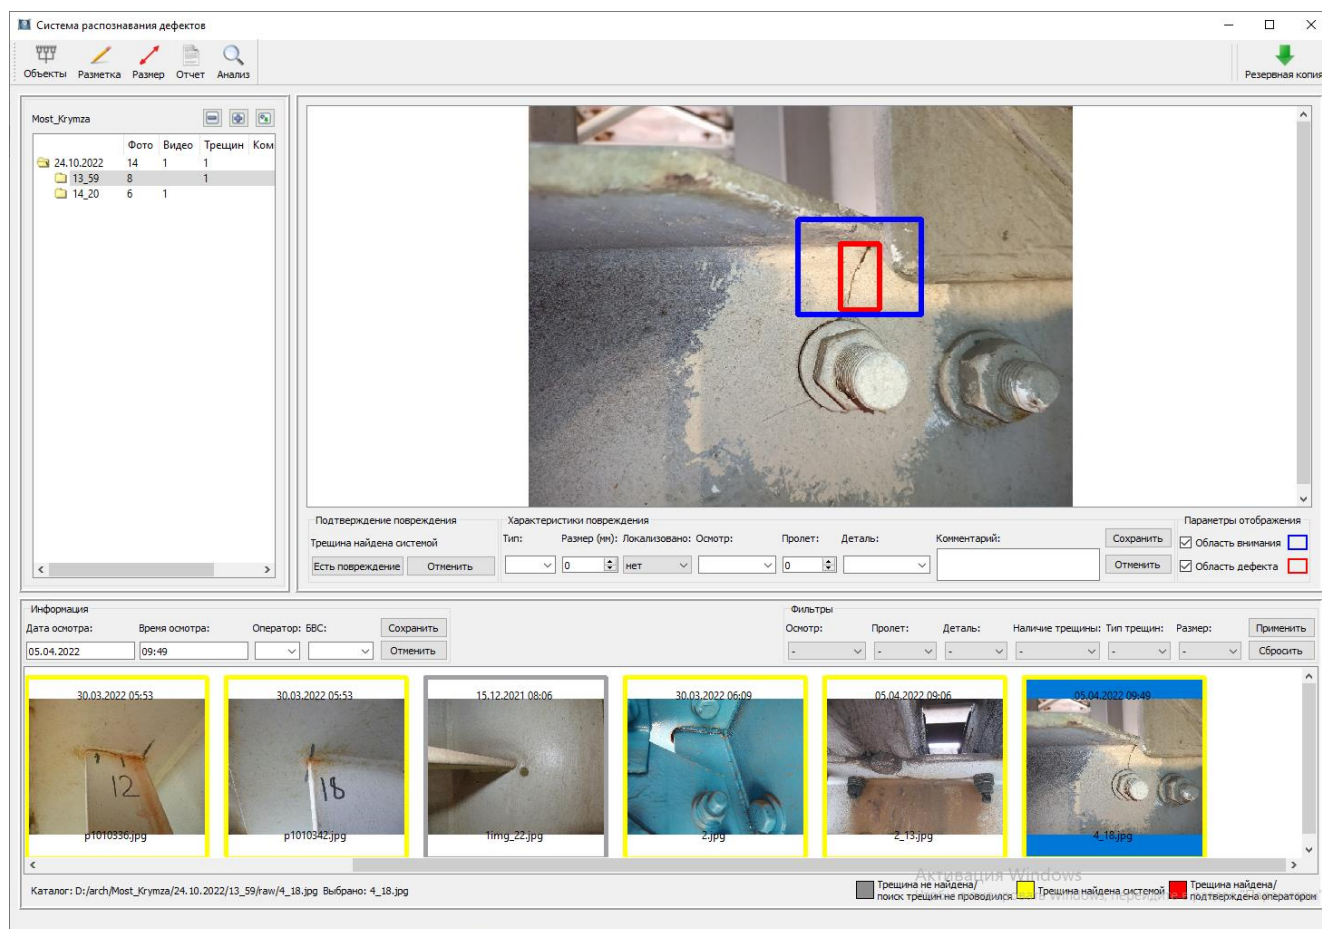 Система распознавания дефектов
Объекты Разметка Размер Отчет Анализ
Резервная копия
Most_Krymza
Фото Видео Трещин Ком
24.10.2022 14 1 1
13_59 8 1
14_20 6 1
Подтверждение повреждения
Трещина найдена системой
Есть повреждение Отменить
Характеристики повреждения
Тип: Размер (мм): Локализовано: Осмотр: Пролет: Деталь: Комментарий:
0 нет 0
Сохранить
Отменить
Параметры отображения
Область внимания
Область дефекта
Информация
Дата осмотра: Время осмотра: Оператор: БВС: Сохранить
05.04.2022 09:49 Отменить
Фильтры
Осмотр: Пролет: Деталь: Наличие трещины: Тип трещин: Размер: Применить
- - - - - - Сбросить
30.03.2022 05:53 30.03.2022 05:53 15.12.2021 08:06 30.03.2022 06:09 05.04.2022 09:06 05.04.2022 09:49
12 18
p1010336.jpg p1010342.jpg 1img_22.jpg 2.jpg 2_13.jpg 4_18.jpg
Каталог: D:/arch/Most_Krymza/24.10.2022/13_59/raw/4_18.jpg Выбрано: 4_18.jpg
Активация Windows
Трещина не найдена/
поиск трещин не проводился
Трещина найдена системой
Трещина найдена/
подтверждена оператором